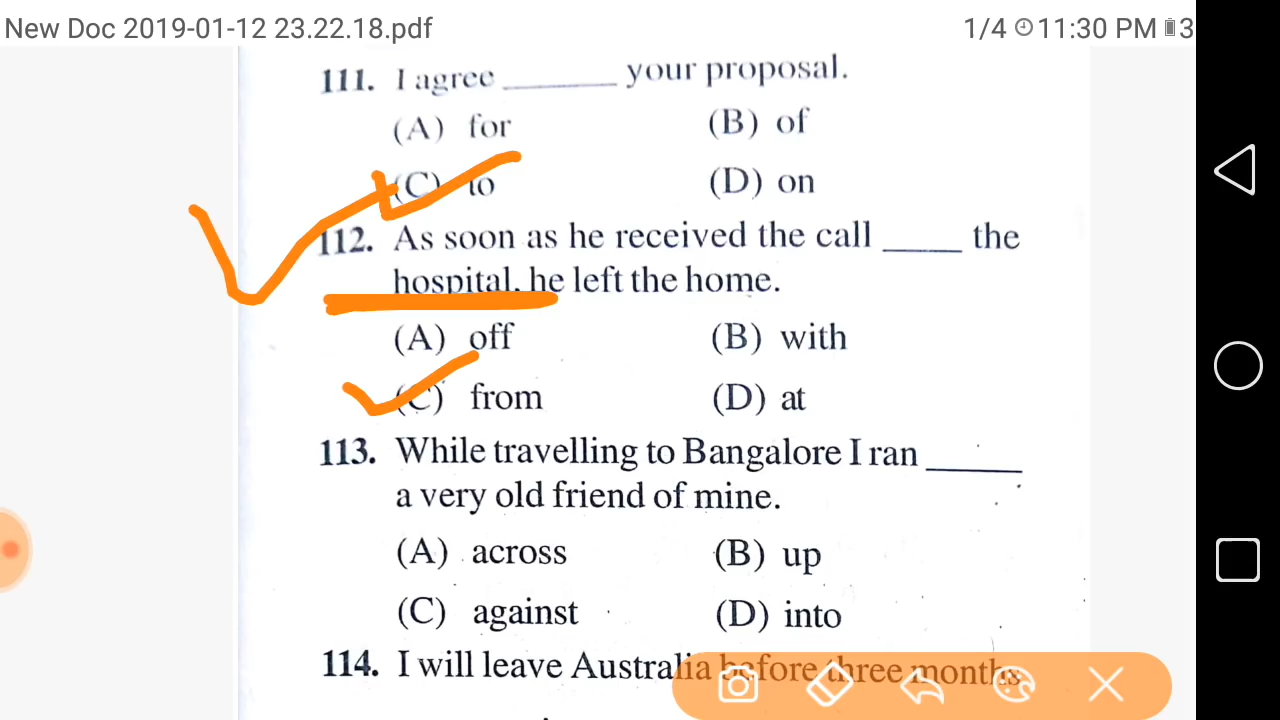 New Doc 2019-01-12 23.22.18.pdf 1/4 11:30 PM 3
111. I agree ______ your proposal.
(A) for (B) of
(C) to (D) on
112. As soon as he received the call ____ the
hospital, he left the home.
(A) off (B) with
(C) from (D) at
113. While travelling to Bangalore I ran _____
a very old friend of mine.
(A) across (B) up
(C) against (D) into
114. I will leave Australia before three months